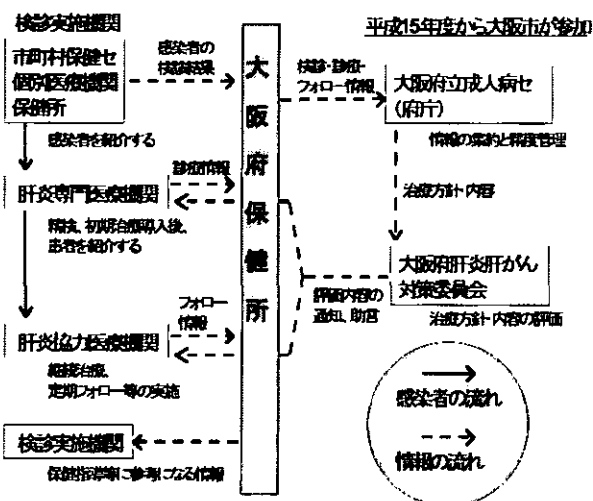 検診実施機関
市町村保健セ
個別医療機関
保健所
感染者の
検診結果
大阪府保健所
平成15年度から大阪市が参加
検診・診療・
フォロー情報
大阪府立成人病セ
(府庁)
情報の集約と精度管理
感染者を紹介する
肝炎専門医療機関
診療情報
精検、初期治療導入後、
患者を紹介する
治療方針・内容
大阪府肝炎肝がん
対策委員会
治療方針・内容の評価
評価内容の
通知、助言
フォロー
情報
肝炎協力医療機関
継続治療、
定期フォロー等の実施
検診実施機関
保健指導等に参考になる情報
感染者の流れ
情報の流れ